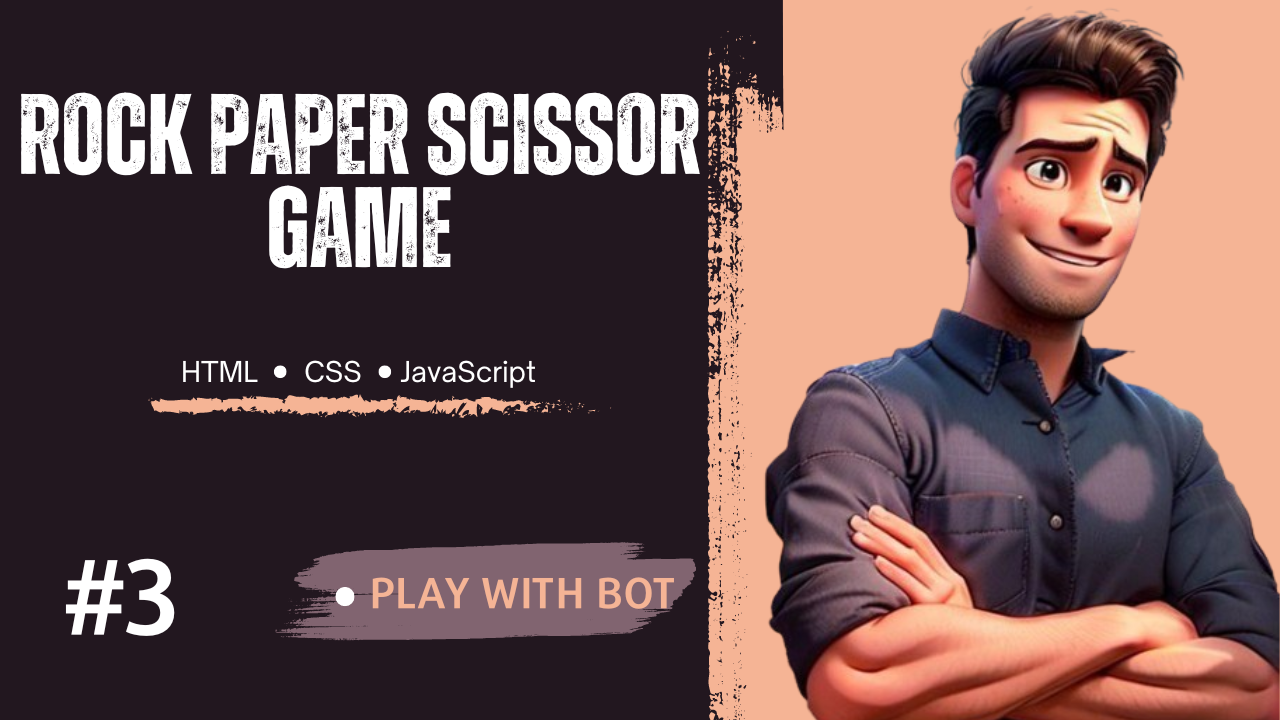 ROCK PAPER SCISSOR
GAME
HTML • CSS • JavaScript
#3
• PLAY WITH BOT